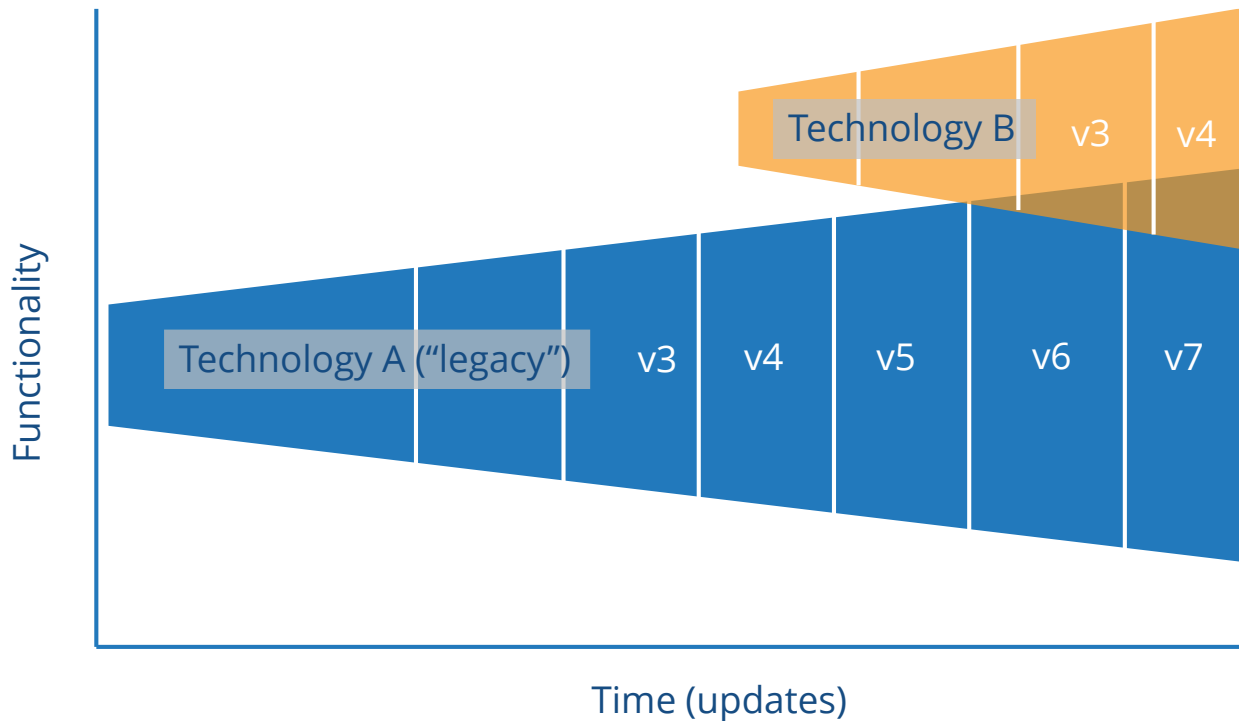 Technology B
v3
v4
Functionality
Technology A (“legacy”)
v3
v4
v5
v6
v7
Time (updates)